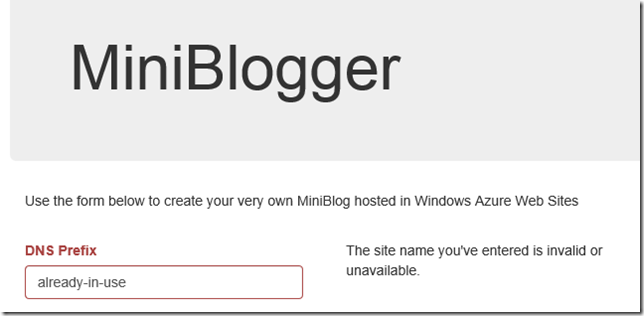 MiniBlogger
Use the form below to create your very own MiniBlog hosted in Windows Azure Web Sites
DNS Prefix
already-in-use
The site name you've entered is invalid or
unavailable.